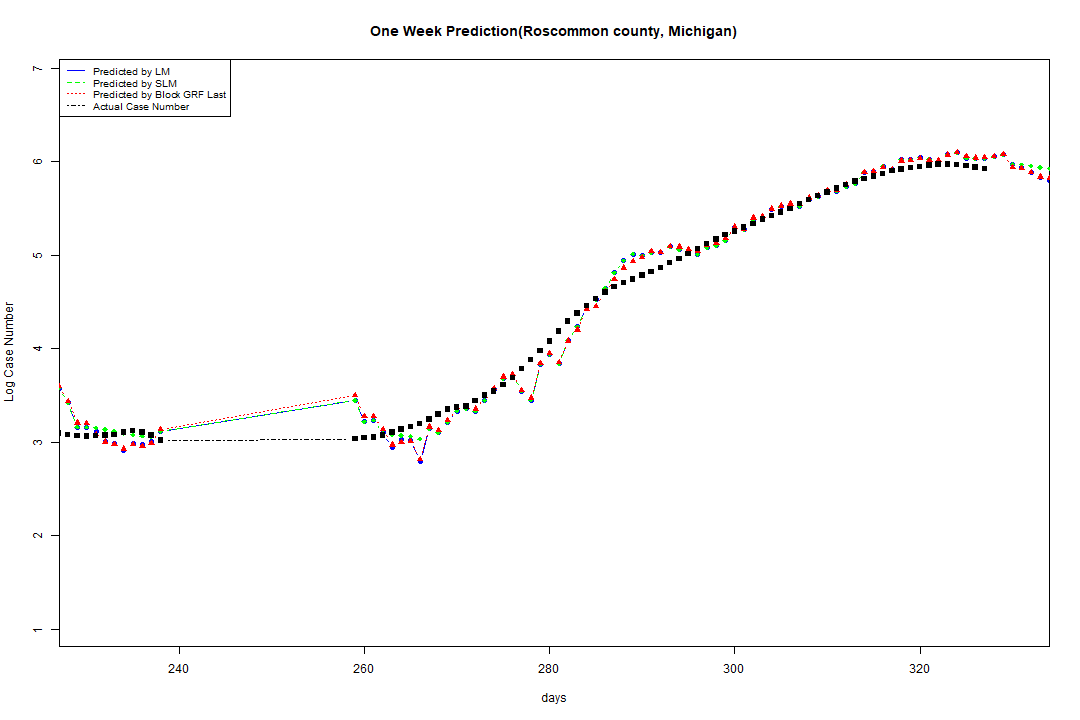 One Week Prediction(Roscommon county, Michigan)
Predicted by LM
Predicted by SLM
Predicted by Block GRF Last
Actual Case Number
7
6
5
4
3
2
1
Log Case Number
240 260 280 300 320
days